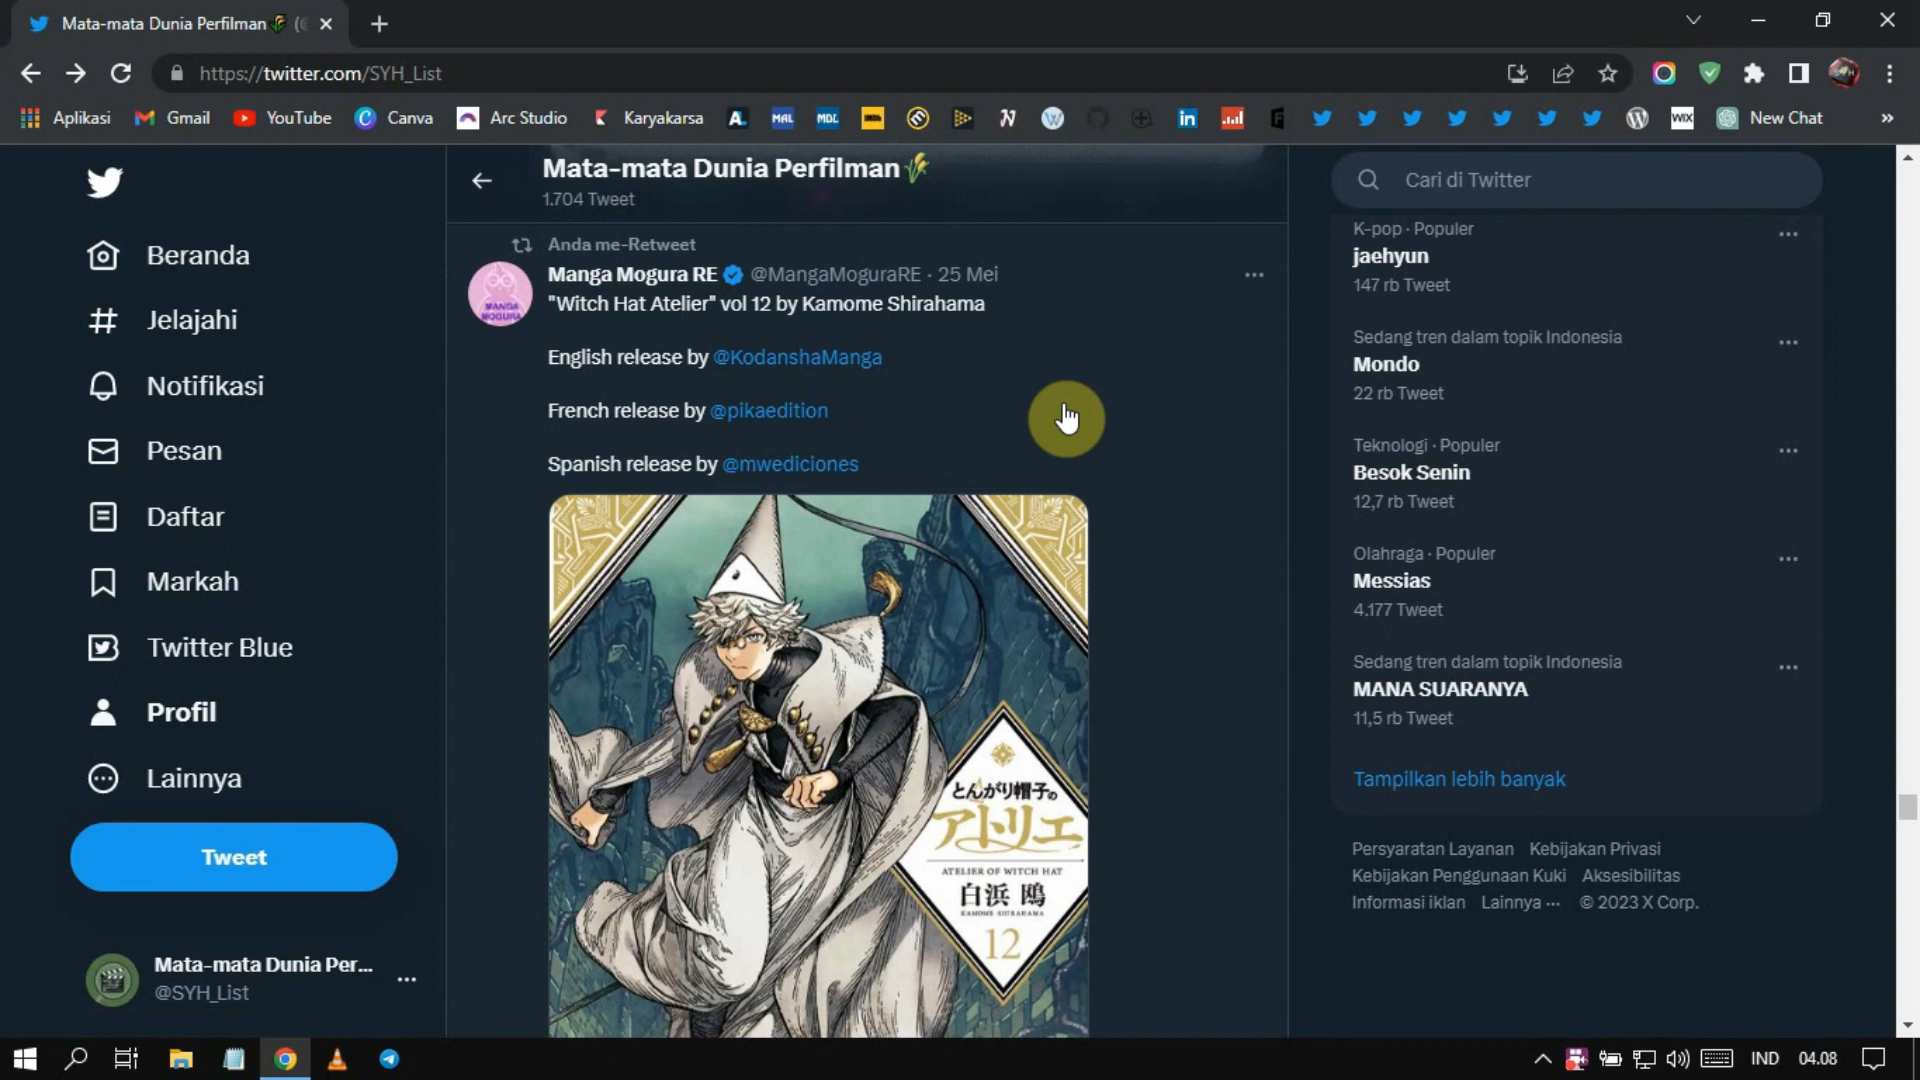 Mata-mata Dunia Perfilman🌾 (@
https://twitter.com/SYH_List
Aplikasi
Gmail
YouTube
Canva
Arc Studio
Karyakarsa
MAL
MDL
WIX
New Chat
»
Mata-mata Dunia Perfilman🌾
1.704 Tweet
Beranda
Jelajahi
Notifikasi
Pesan
Daftar
Markah
Twitter Blue
Profil
Lainnya
Tweet
Mata-mata Dunia Per...
@SYH_List
Anda me-Retweet
Manga Mogura RE @MangaMoguraRE · 25 Mei
MANGA
MOGURA
"Witch Hat Atelier" vol 12 by Kamome Shirahama
English release by @KodanshaManga
French release by @pikaedition
Spanish release by @mwediciones
とんがり帽子の
アトリエ
ATELIER OF WITCH HAT
白浜 鴎
KAMOME SHIRAHAMA
12
Cari di Twitter
K-pop · Populer
jaehyun
147 rb Tweet
Sedang tren dalam topik Indonesia
Mondo
22 rb Tweet
Teknologi · Populer
Besok Senin
12,7 rb Tweet
Olahraga · Populer
Messias
4.177 Tweet
Sedang tren dalam topik Indonesia
MANA SUARANYA
11,5 rb Tweet
Tampilkan lebih banyak
Persyaratan Layanan Kebijakan Privasi
Kebijakan Penggunaan Kuki Aksesibilitas
Informasi iklan Lainnya ··· © 2023 X Corp.
IND 04.08